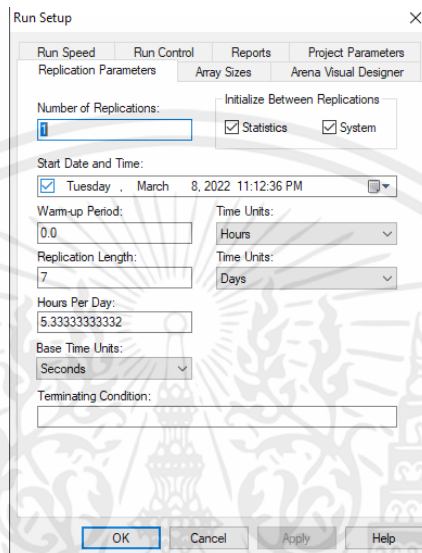 Run Setup
Run Speed Run Control Reports Project Parameters
Replication Parameters Array Sizes Arena Visual Designer
Number of Replications:
1
Initialize Between Replications
Statistics System
Start Date and Time:
Tuesday , March 8, 2022 11:12:36 PM
Warm-up Period: Time Units:
0.0 Hours
Replication Length: Time Units:
7 Days
Hours Per Day:
5.33333333332
Base Time Units:
Seconds
Terminating Condition:
OK Cancel Apply Help